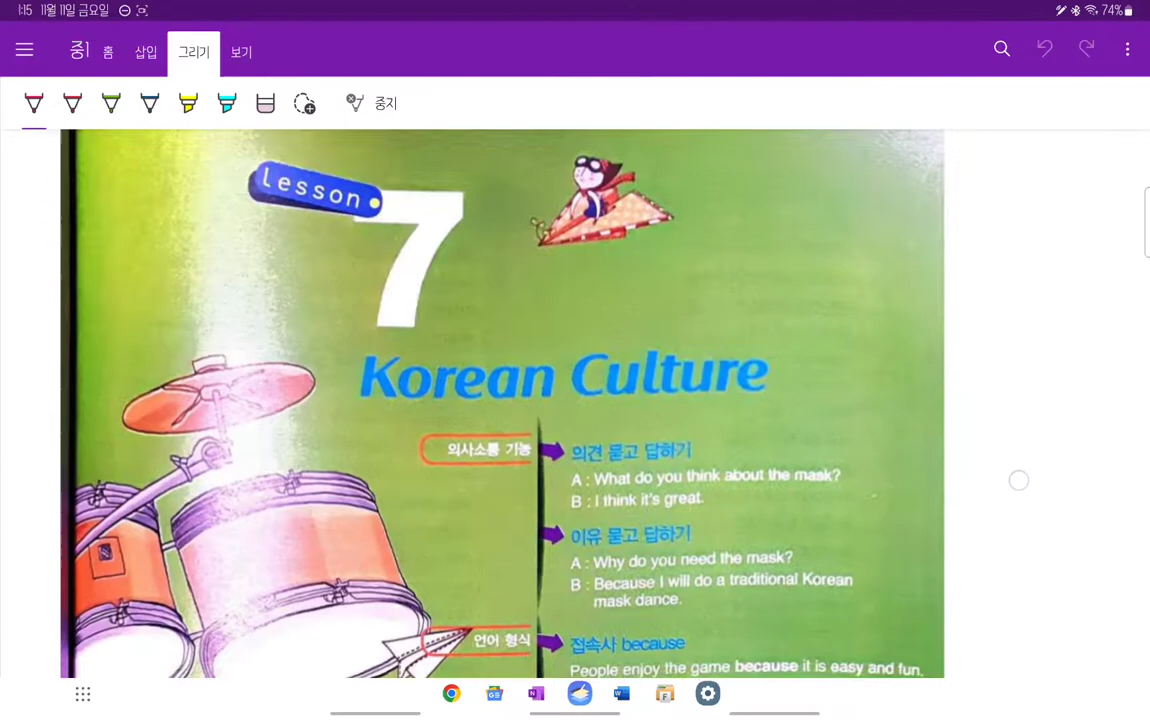 1:15 11월 11일 금요일
74%
중1 홈 삽입 그리기 보기
중지
lesson
7
Korean Culture
의사소통 기능
의견 묻고 답하기
A : What do you think about the mask?
B : I think it's great.
이유 묻고 답하기
A : Why do you need the mask?
B : Because I will do a traditional Korean
mask dance.
언어 형식
접속사 because
People enjoy the game because it is easy and fun.